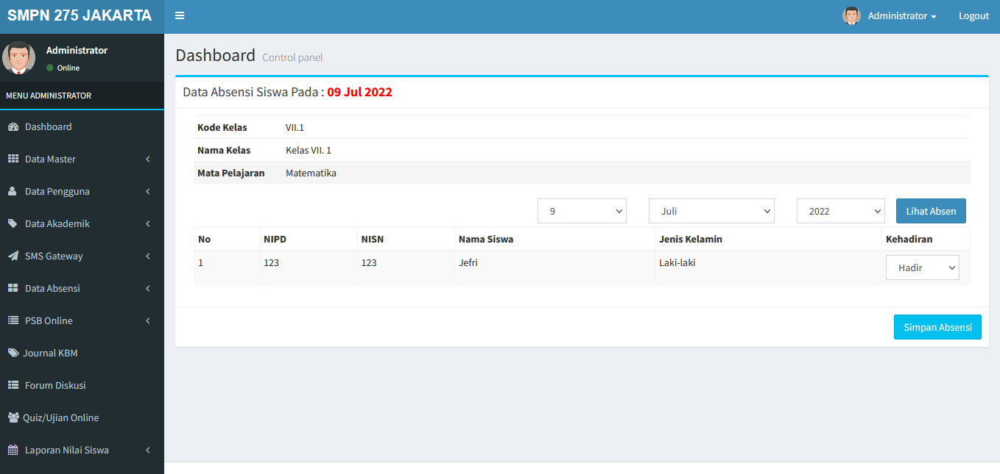 SMPN 275 JAKARTA
Administrator
Logout
Administrator
Online
MENU ADMINISTRATOR
Dashboard
Data Master
Data Pengguna
Data Akademik
SMS Gateway
Data Absensi
PSB Online
Journal KBM
Forum Diskusi
Quiz/Ujian Online
Laporan Nilai Siswa
Dashboard Control panel
Data Absensi Siswa Pada : 09 Jul 2022
Kode Kelas VII.1
Nama Kelas Kelas VII. 1
Mata Pelajaran Matematika
9 Juli 2022 Lihat Absen
No NIPD NISN Nama Siswa Jenis Kelamin Kehadiran
1 123 123 Jefri Laki-laki Hadir
Simpan Absensi